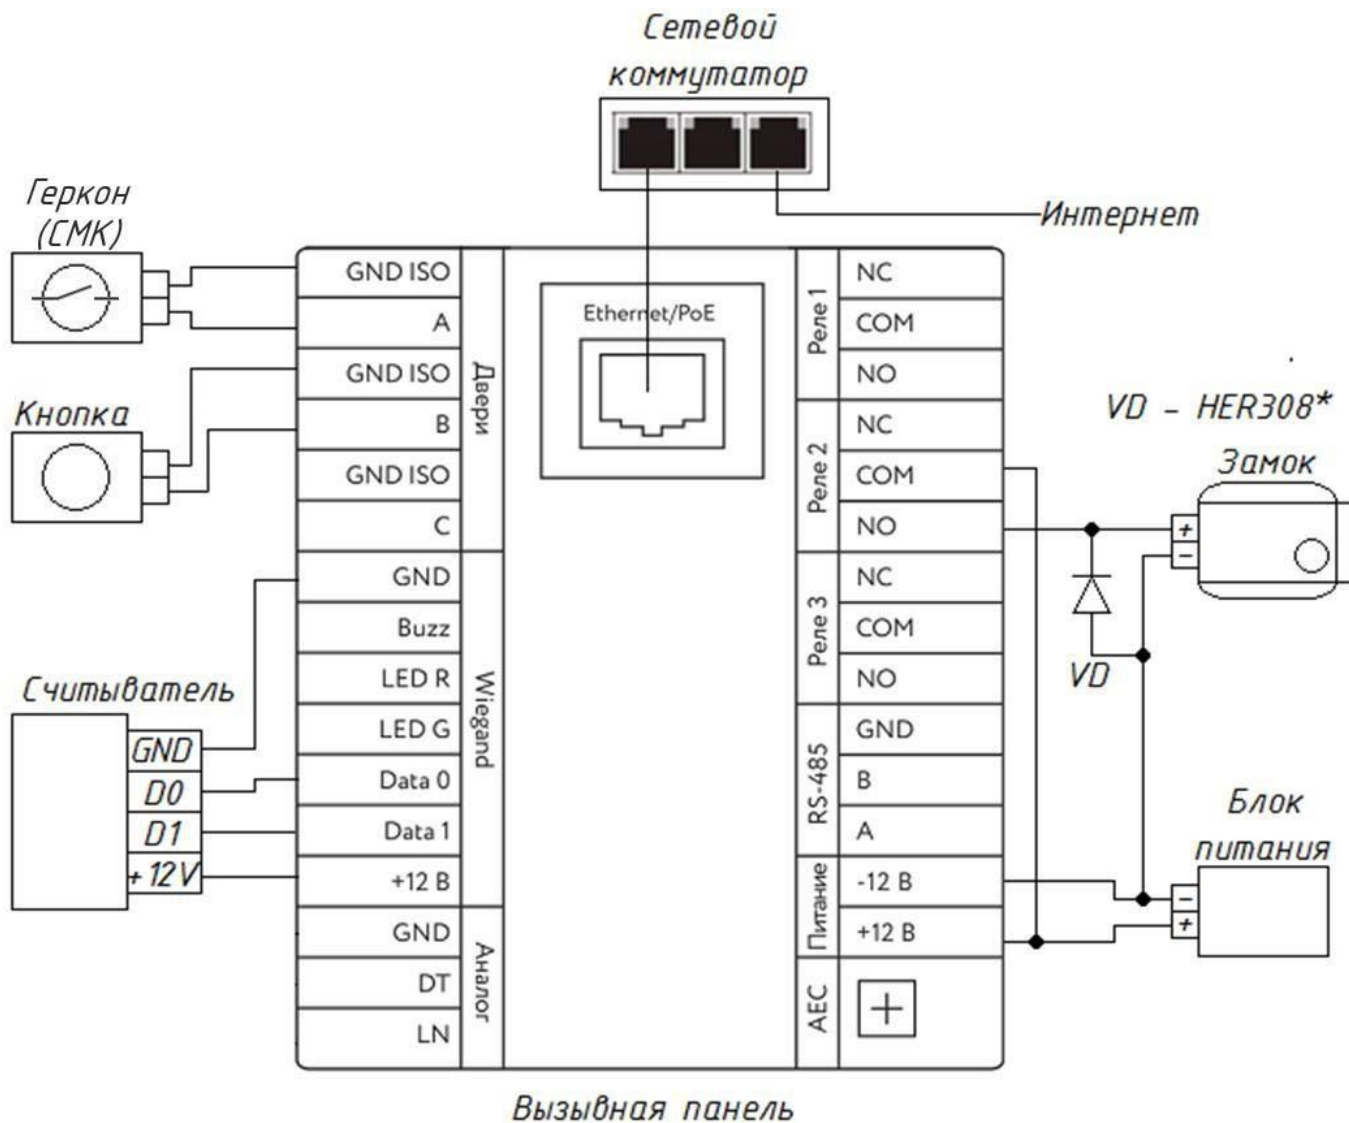 Сетевой
коммутатор
Интернет
Геркон
(СМК)
Кнопка
Считыватель
GND
D0
D1
+12V
GND ISO
A
GND ISO
B
GND ISO
C
Двери
GND
Buzz
LED R
LED G
Data 0
Data 1
+12 В
Wiegand
GND
DT
LN
Аналог
Ethernet/PoE
Реле 1
NC
COM
NO
Реле 2
NC
COM
NO
Реле 3
NC
COM
NO
RS-485
GND
B
A
Питание
-12 В
+12 В
АЕС
+
VD - HER308*
Замок
+
-
VD
Блок
питания
-
+
Вызывная панель